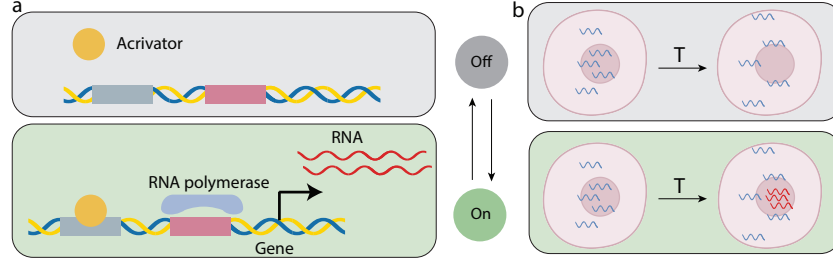 a
Acrivator
RNA
RNA polymerase
Gene
Off
On
b
T
T